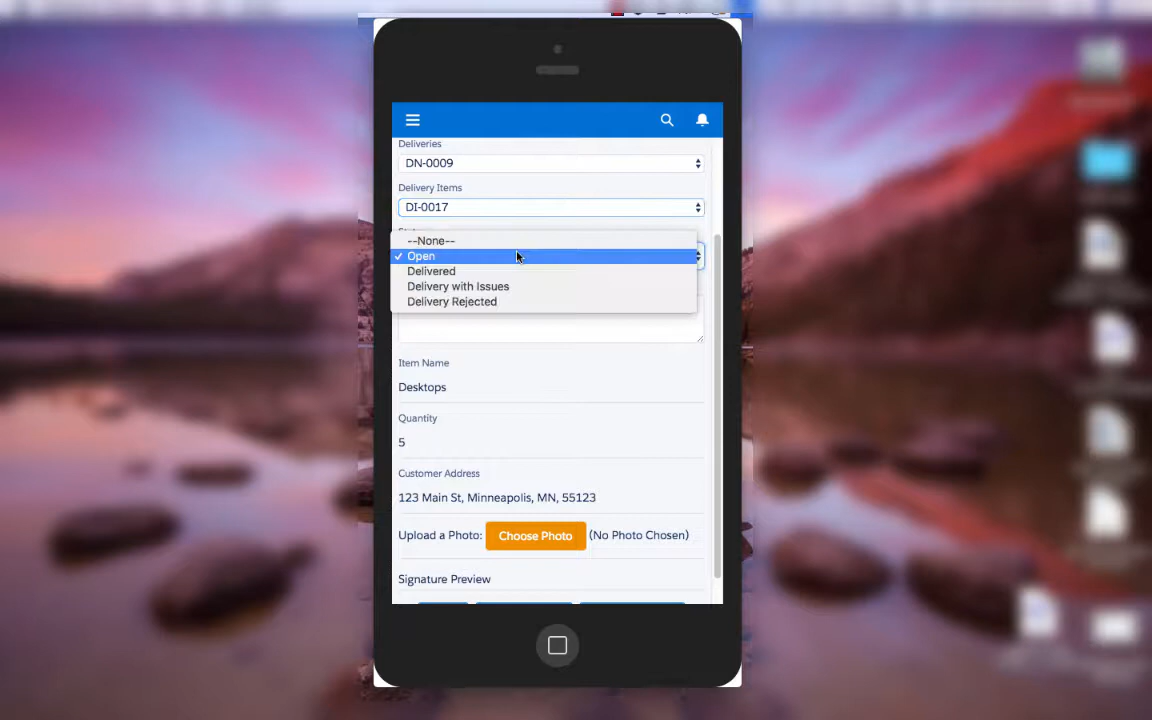 Deliveries
DN-0009
Delivery Items
DI-0017
--None--
✓ Open
Delivered
Delivery with Issues
Delivery Rejected
Item Name
Desktops
Quantity
5
Customer Address
123 Main St, Minneapolis, MN, 55123
Upload a Photo: Choose Photo (No Photo Chosen)
Signature Preview